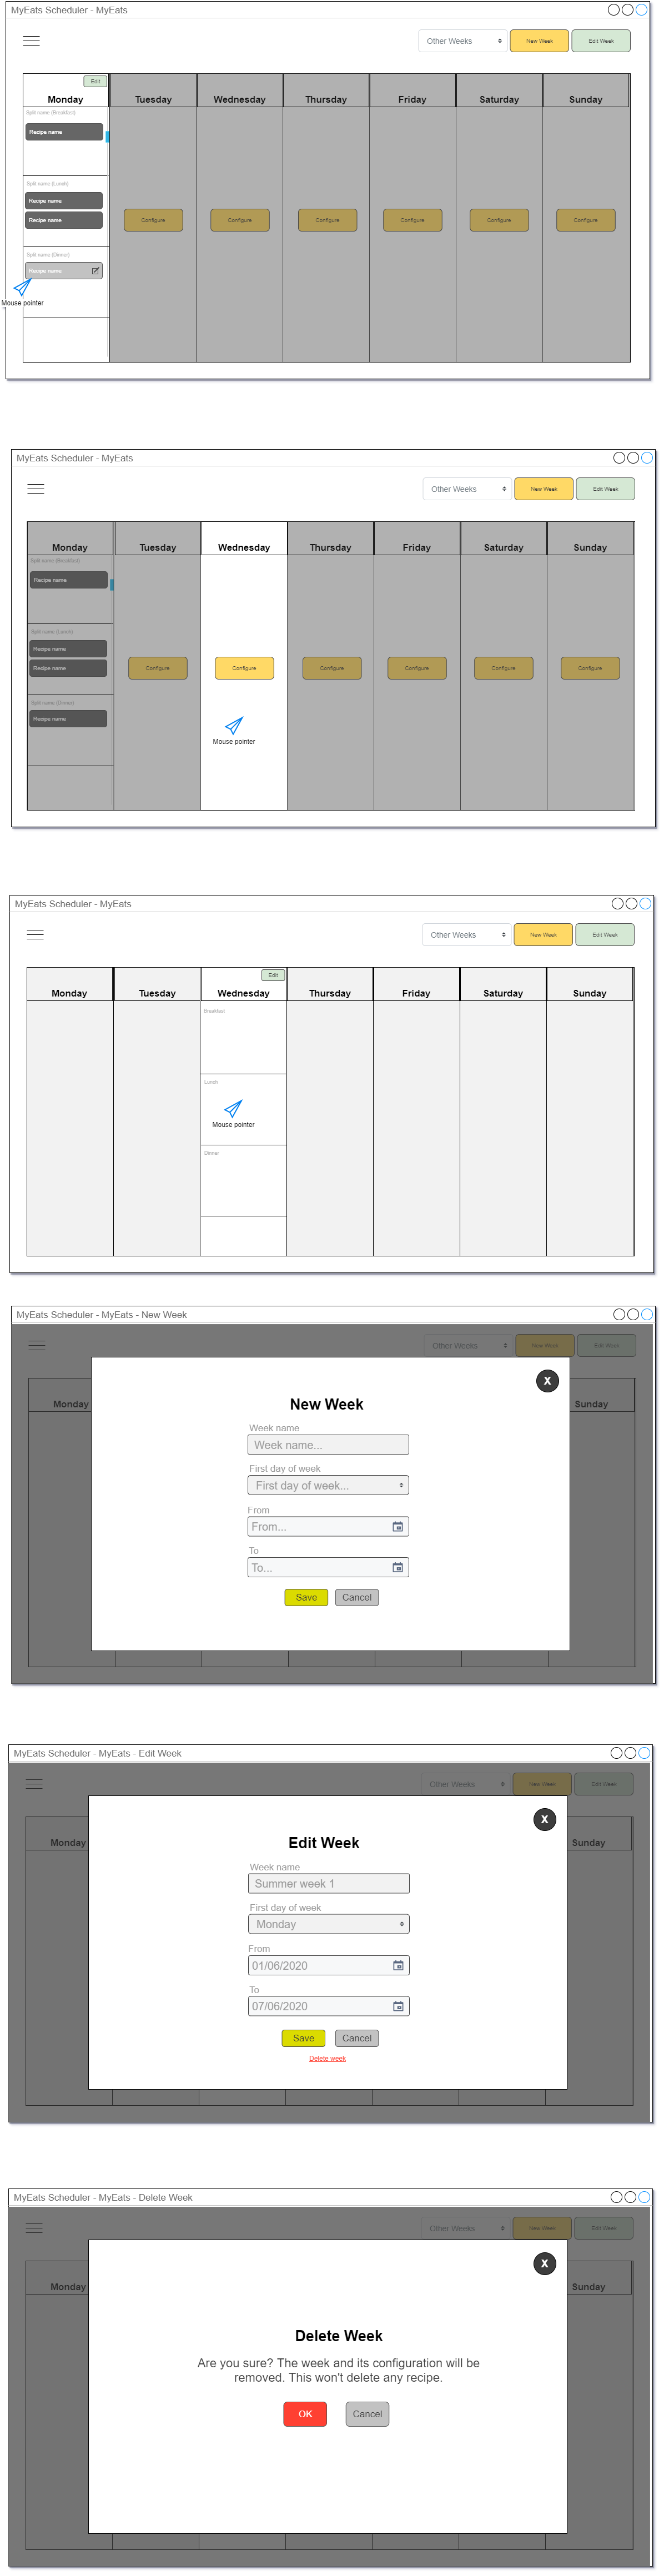 MyEats Scheduler - MyEats
Other Weeks New Week Edit Week
Edit
Monday Tuesday Wednesday Thursday Friday Saturday Sunday
Split name (Breakfast)
Recipe name
Split name (Lunch)
Recipe name
Recipe name
Configure Configure Configure Configure Configure Configure
Split name (Dinner)
Recipe name
Mouse pointer
MyEats Scheduler - MyEats
Other Weeks New Week Edit Week
Monday Tuesday Wednesday Thursday Friday Saturday Sunday
Split name (Breakfast)
Recipe name
Split name (Lunch)
Recipe name
Recipe name
Configure Configure Configure Configure Configure Configure
Split name (Dinner)
Recipe name
Mouse pointer
MyEats Scheduler - MyEats
Other Weeks New Week Edit Week
Edit
Monday Tuesday Wednesday Thursday Friday Saturday Sunday
Breakfast
Lunch
Mouse pointer
Dinner
MyEats Scheduler - MyEats - New Week
Other Weeks New Week Edit Week
X
Monday Sunday
New Week
Week name
Week name...
First day of week
First day of week...
From
From...
To
To...
Save Cancel
MyEats Scheduler - MyEats - Edit Week
Other Weeks New Week Edit Week
X
Monday Sunday
Edit Week
Week name
Summer week 1
First day of week
Monday
From
01/06/2020
To
07/06/2020
Save Cancel
Delete week
MyEats Scheduler - MyEats - Delete Week
Other Weeks New Week Edit Week
X
Monday Sunday
Delete Week
Are you sure? The week and its configuration will be
removed. This won't delete any recipe.
OK Cancel